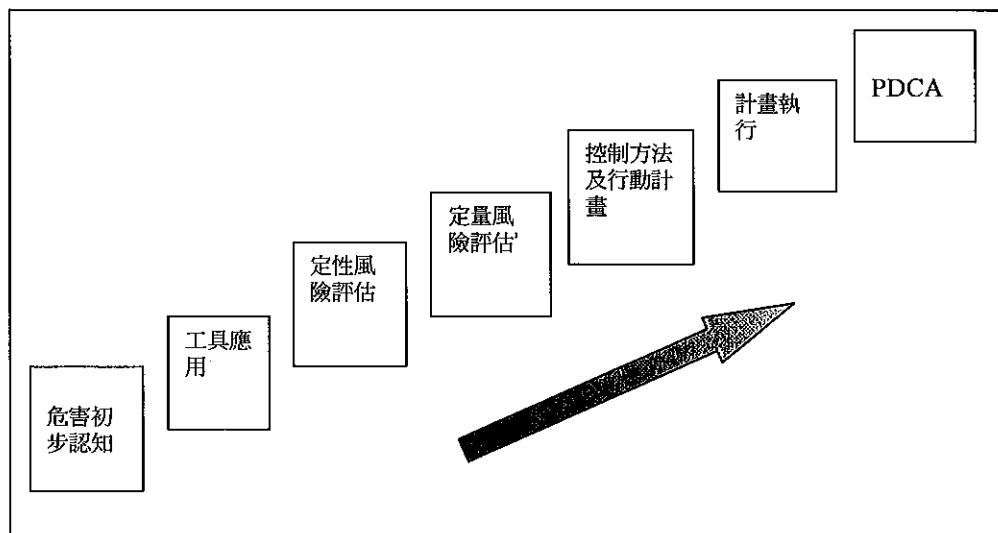 危害初
步認知
工具應
用
定性風
險評估
定量風
險評估'
控制方法
及行動計
畫
計畫執
行
PDCA